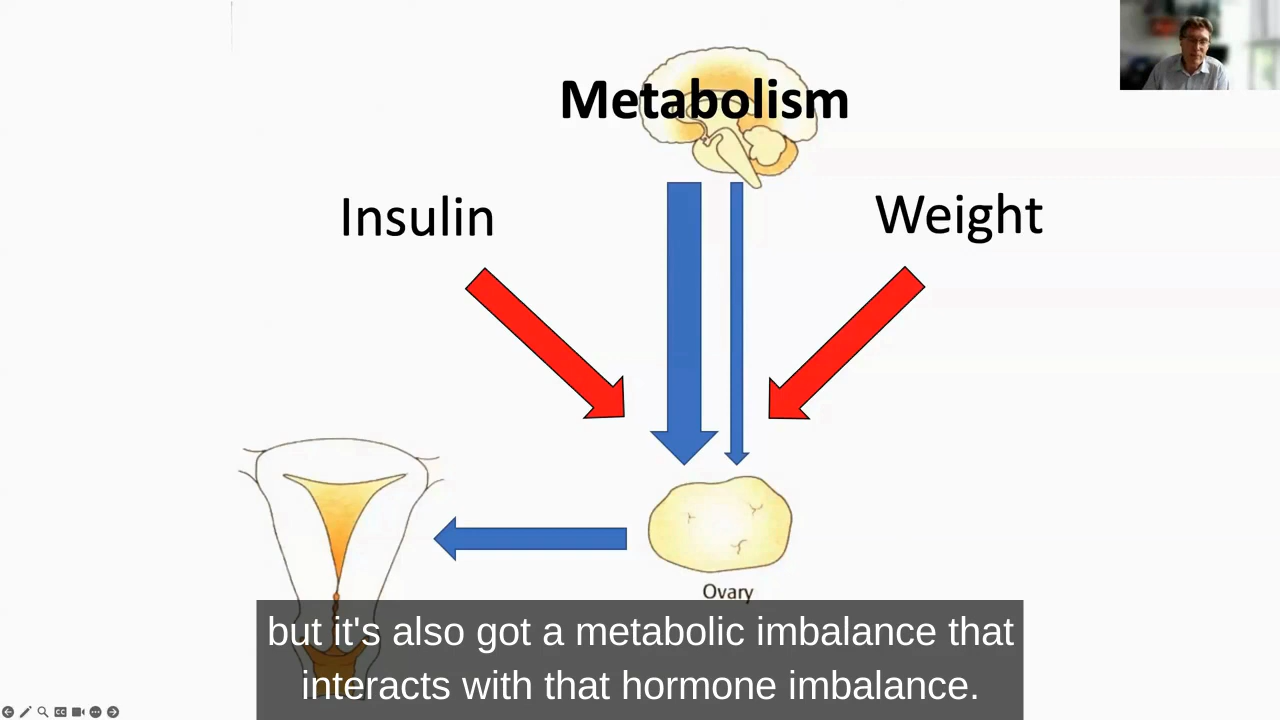 Metabolism
Insulin
Weight
Ovary
but it's also got a metabolic imbalance that
interacts with that hormone imbalance.